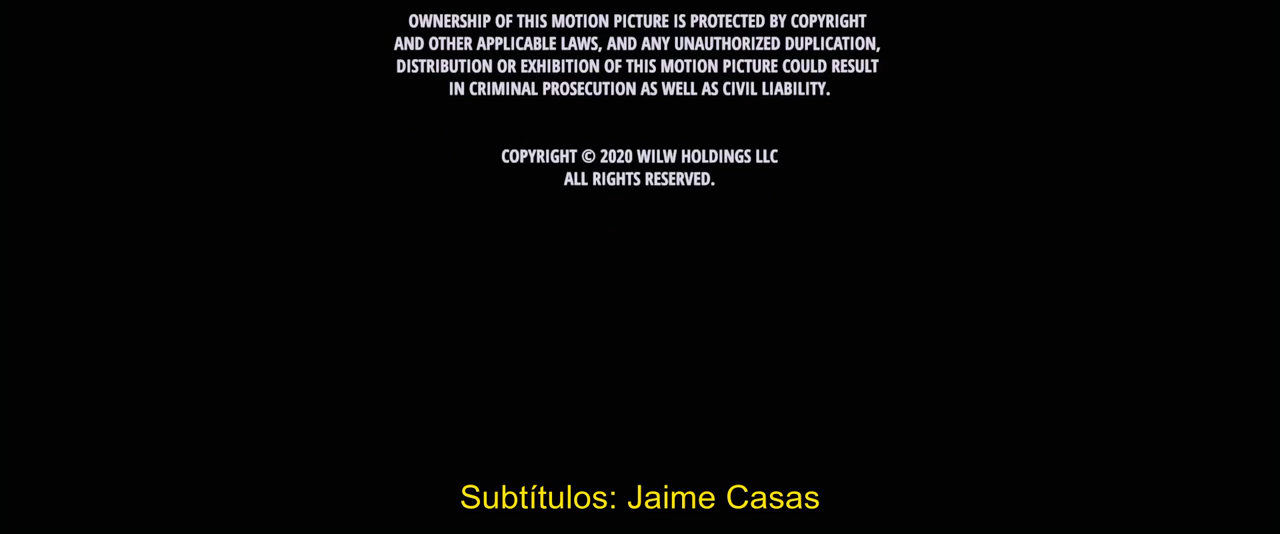 OWNERSHIP OF THIS MOTION PICTURE IS PROTECTED BY COPYRIGHT
AND OTHER APPLICABLE LAWS, AND ANY UNAUTHORIZED DUPLICATION,
DISTRIBUTION OR EXHIBITION OF THIS MOTION PICTURE COULD RESULT
IN CRIMINAL PROSECUTION AS WELL AS CIVIL LIABILITY.
COPYRIGHT © 2020 WILW HOLDINGS LLC
ALL RIGHTS RESERVED.
Subtítulos: Jaime Casas